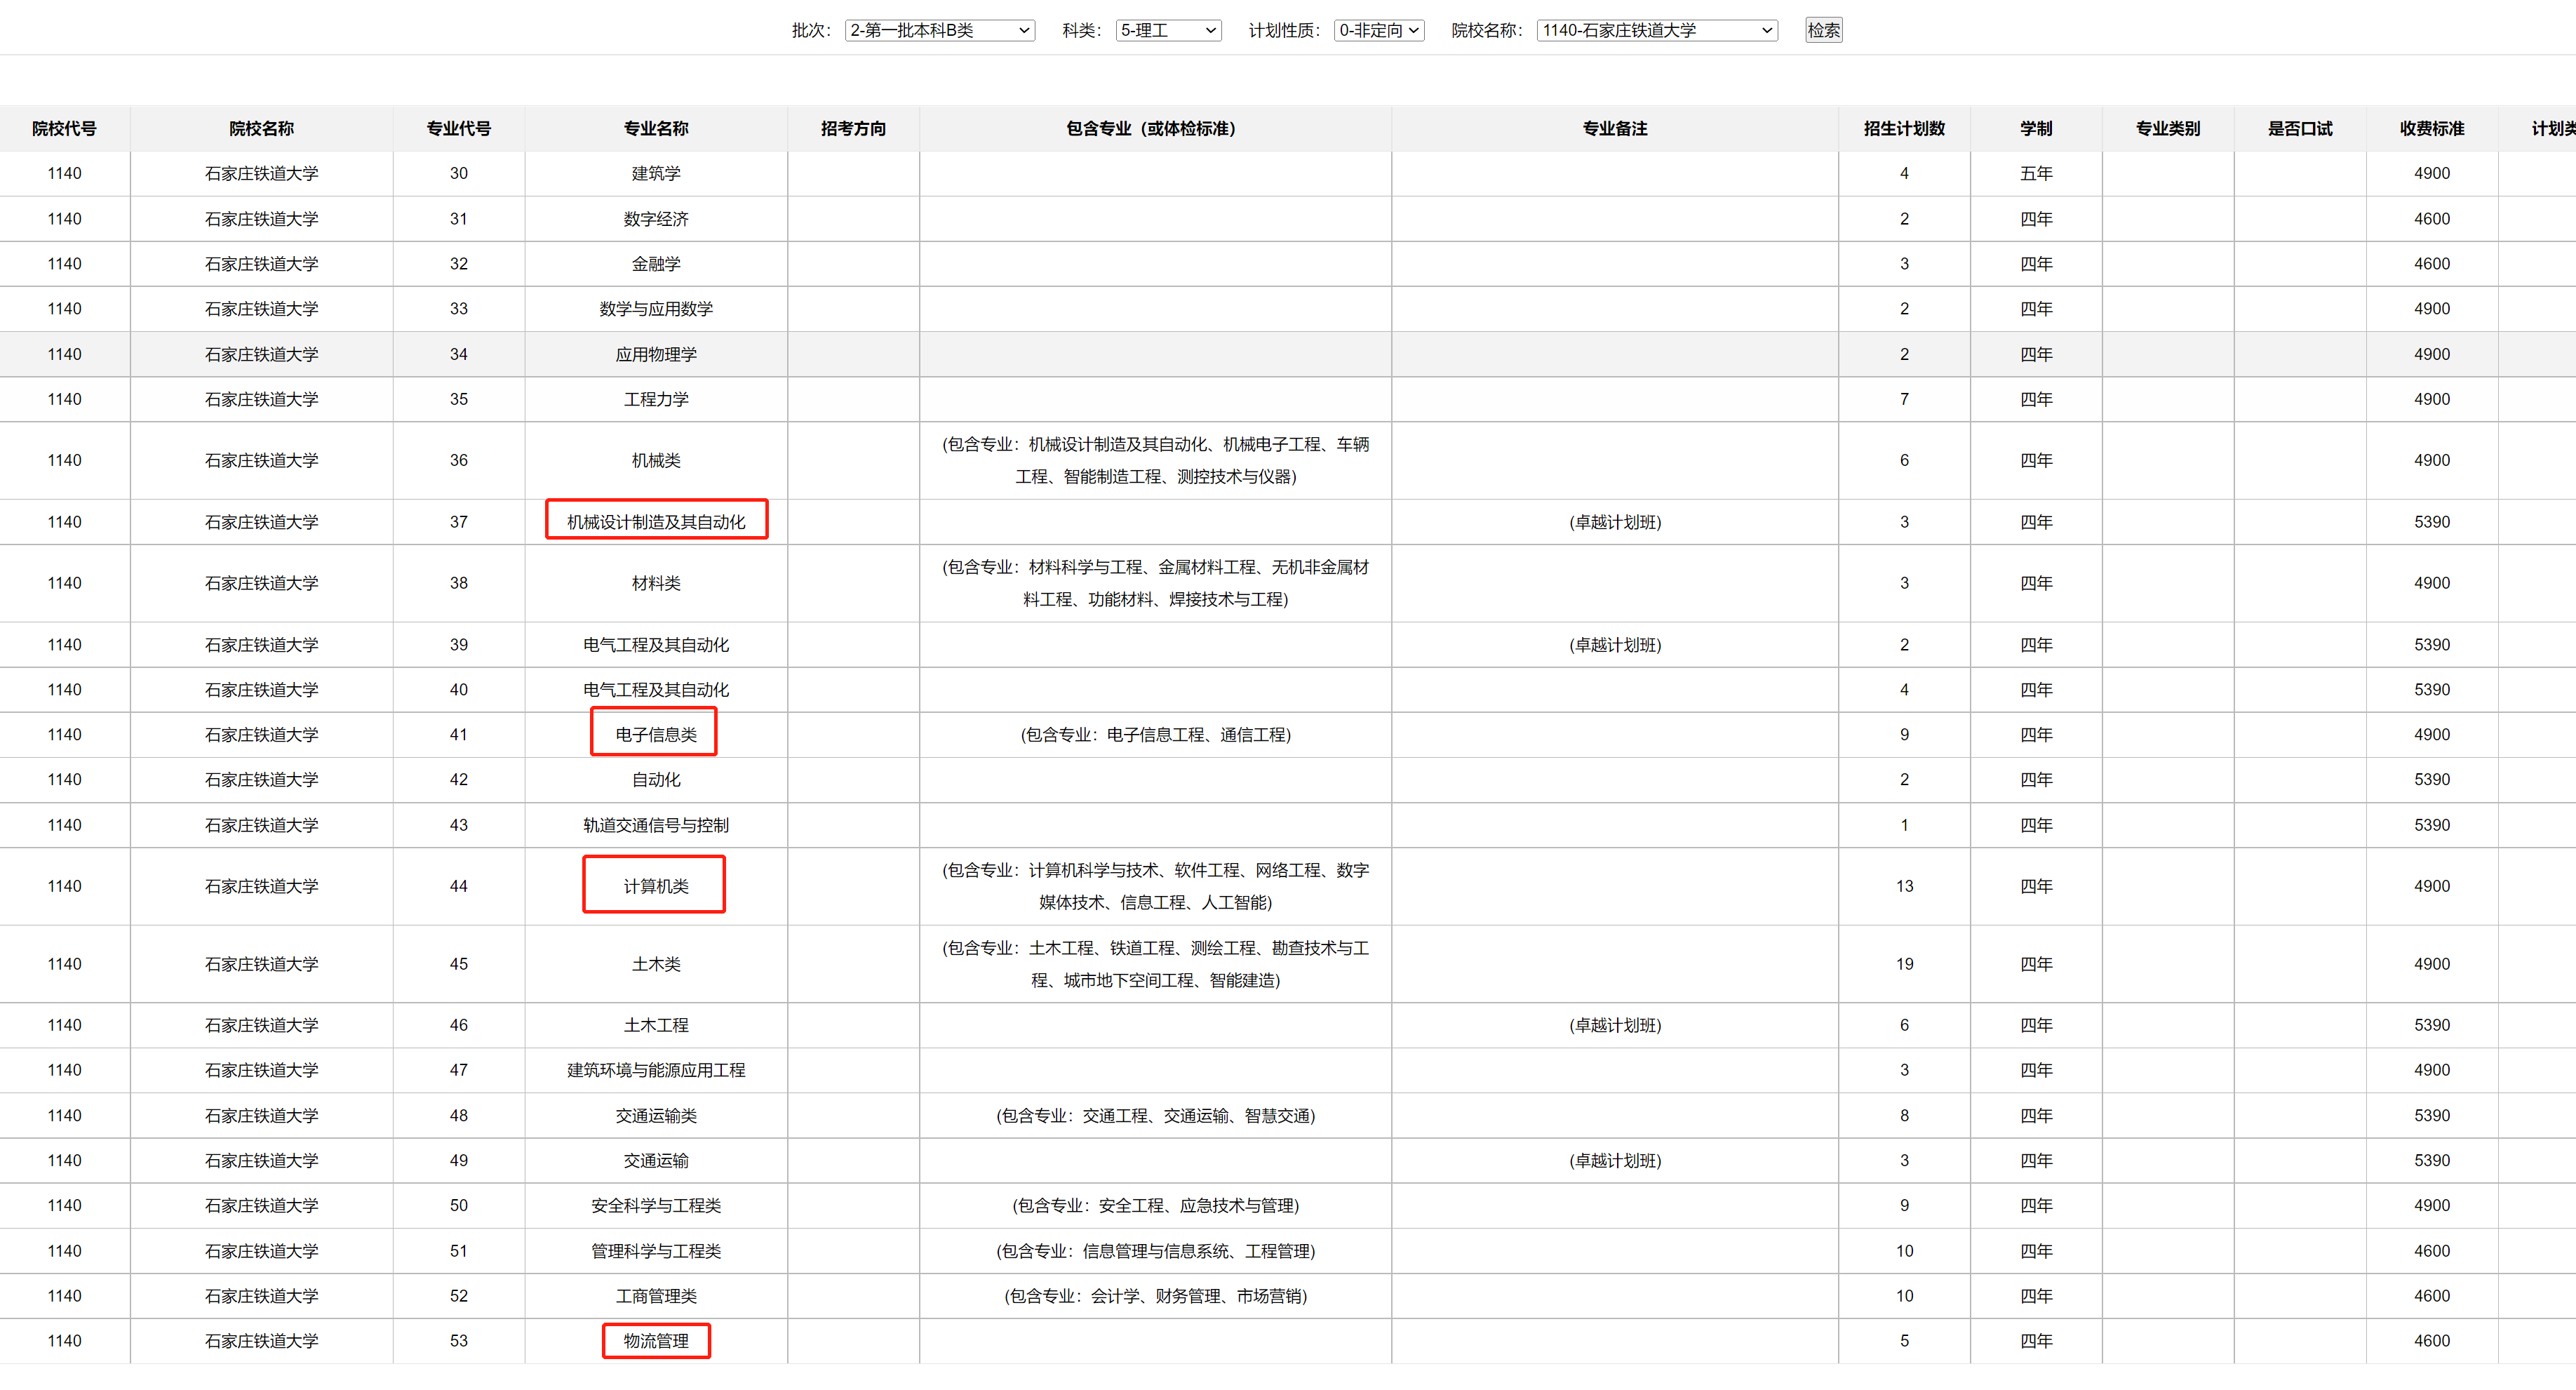 批次： 2-第一批本科B类 科类： 5-理工 计划性质： 0-非定向 院校名称： 1140-石家庄铁道大学 检索
院校代号 院校名称 专业代号 专业名称 招考方向 包含专业（或体检标准） 专业备注 招生计划数 学制 专业类别 是否口试 收费标准 计划类
1140 石家庄铁道大学 30 建筑学 4 五年 4900
1140 石家庄铁道大学 31 数字经济 2 四年 4600
1140 石家庄铁道大学 32 金融学 3 四年 4600
1140 石家庄铁道大学 33 数学与应用数学 2 四年 4900
1140 石家庄铁道大学 34 应用物理学 2 四年 4900
1140 石家庄铁道大学 35 工程力学 7 四年 4900
1140 石家庄铁道大学 36 机械类 (包含专业：机械设计制造及其自动化、机械电子工程、车辆
工程、智能制造工程、测控技术与仪器) 6 四年 4900
1140 石家庄铁道大学 37 机械设计制造及其自动化 (卓越计划班) 3 四年 5390
1140 石家庄铁道大学 38 材料类 (包含专业：材料科学与工程、金属材料工程、无机非金属材
料工程、功能材料、焊接技术与工程) 3 四年 4900
1140 石家庄铁道大学 39 电气工程及其自动化 (卓越计划班) 2 四年 5390
1140 石家庄铁道大学 40 电气工程及其自动化 4 四年 5390
1140 石家庄铁道大学 41 电子信息类 (包含专业：电子信息工程、通信工程) 9 四年 4900
1140 石家庄铁道大学 42 自动化 2 四年 5390
1140 石家庄铁道大学 43 轨道交通信号与控制 1 四年 5390
1140 石家庄铁道大学 44 计算机类 (包含专业：计算机科学与技术、软件工程、网络工程、数字
媒体技术、信息工程、人工智能) 13 四年 4900
1140 石家庄铁道大学 45 土木类 (包含专业：土木工程、铁道工程、测绘工程、勘查技术与工
程、城市地下空间工程、智能建造) 19 四年 4900
1140 石家庄铁道大学 46 土木工程 (卓越计划班) 6 四年 5390
1140 石家庄铁道大学 47 建筑环境与能源应用工程 3 四年 4900
1140 石家庄铁道大学 48 交通运输类 (包含专业：交通工程、交通运输、智慧交通) 8 四年 5390
1140 石家庄铁道大学 49 交通运输 (卓越计划班) 3 四年 5390
1140 石家庄铁道大学 50 安全科学与工程类 (包含专业：安全工程、应急技术与管理) 9 四年 4900
1140 石家庄铁道大学 51 管理科学与工程类 (包含专业：信息管理与信息系统、工程管理) 10 四年 4600
1140 石家庄铁道大学 52 工商管理类 (包含专业：会计学、财务管理、市场营销) 10 四年 4600
1140 石家庄铁道大学 53 物流管理 5 四年 4600